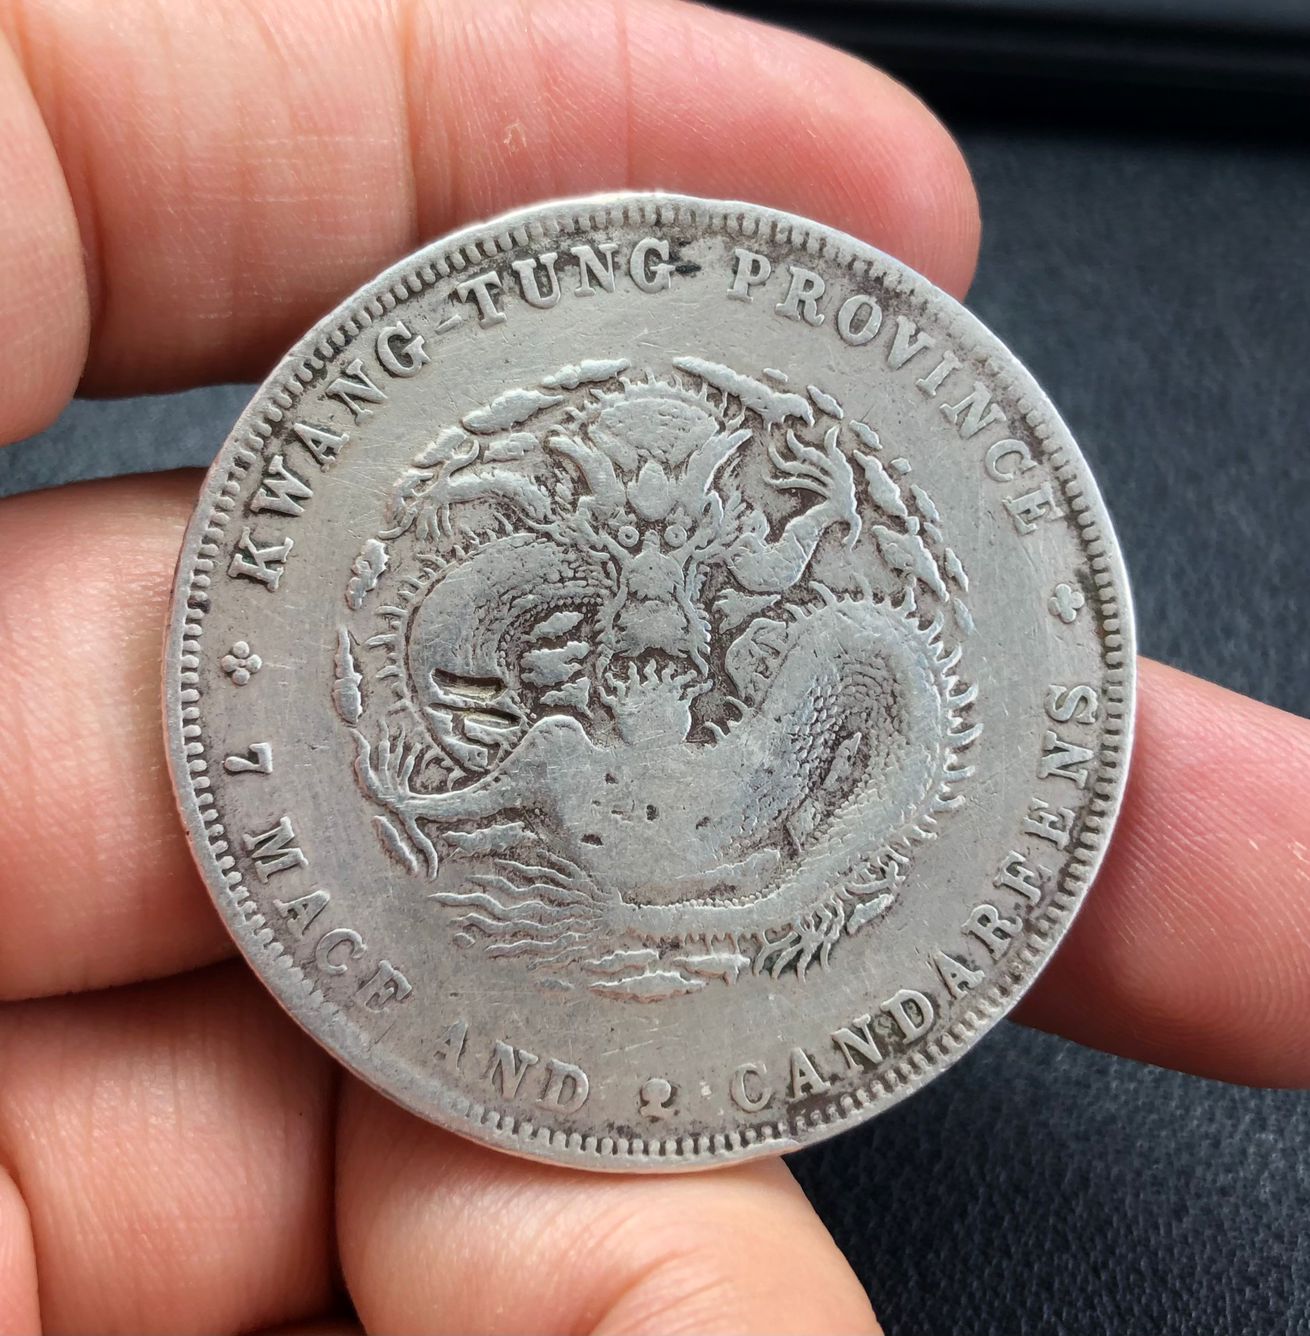 KWANG-TUNG PROVINCE
7 MACE AND 2 CANDAREENS